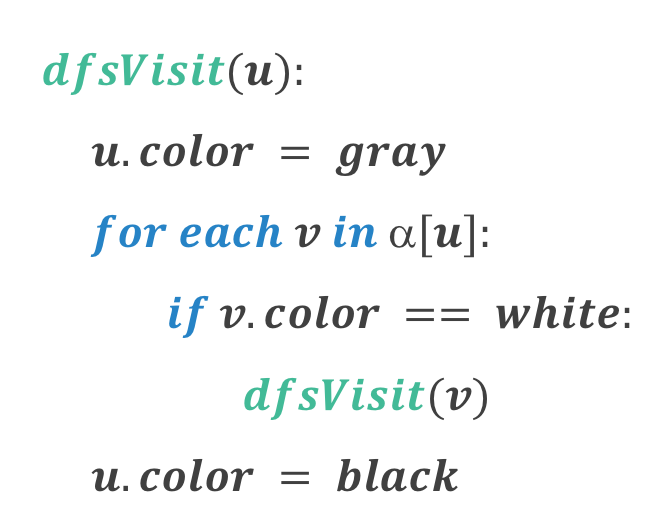 dfsVisit(u):
u.color = gray
for each v in α[u]:
if v.color == white:
dfsVisit(v)
u.color = black